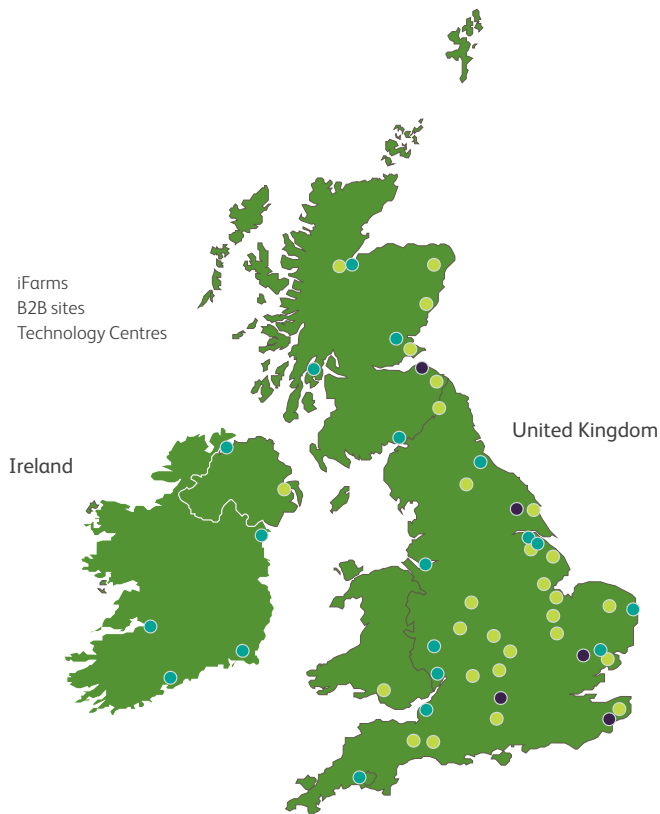 iFarms
B2B sites
Technology Centres
United Kingdom
Ireland